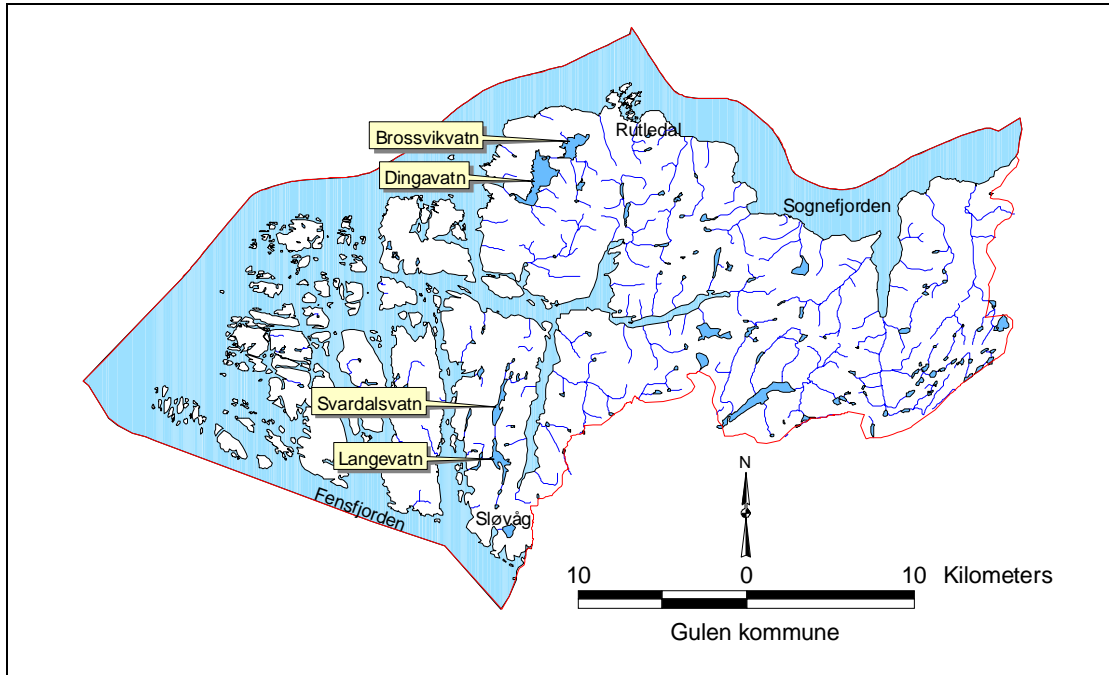 Rutledal
Brossvikvatn
Dingavatn
Sognefjorden
Svardalsvatn
Langevatn
Fensfjorden
Sløvåg
N
10 0 10 Kilometers
Gulen kommune